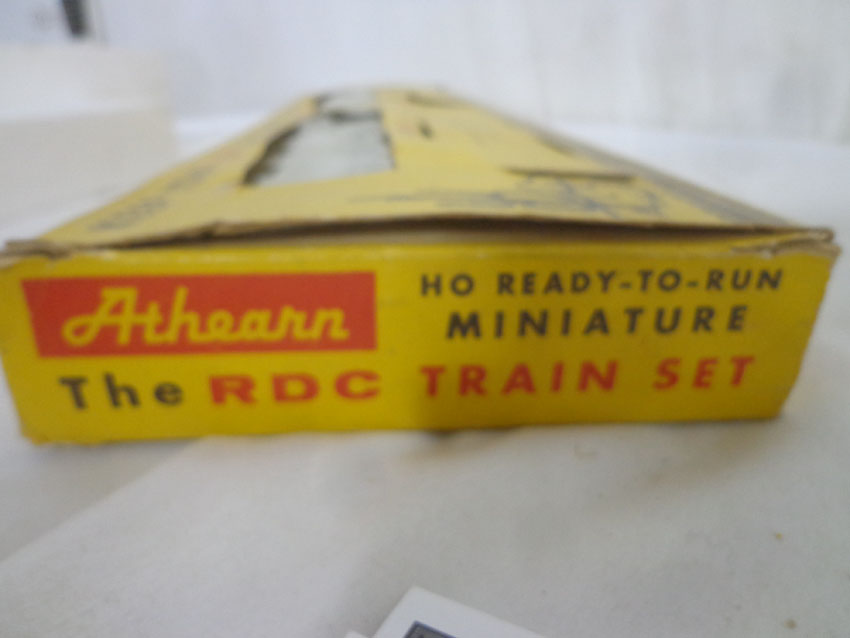 Athearn
HO READY-TO-RUN
MINIATURE
The RDC TRAIN SET